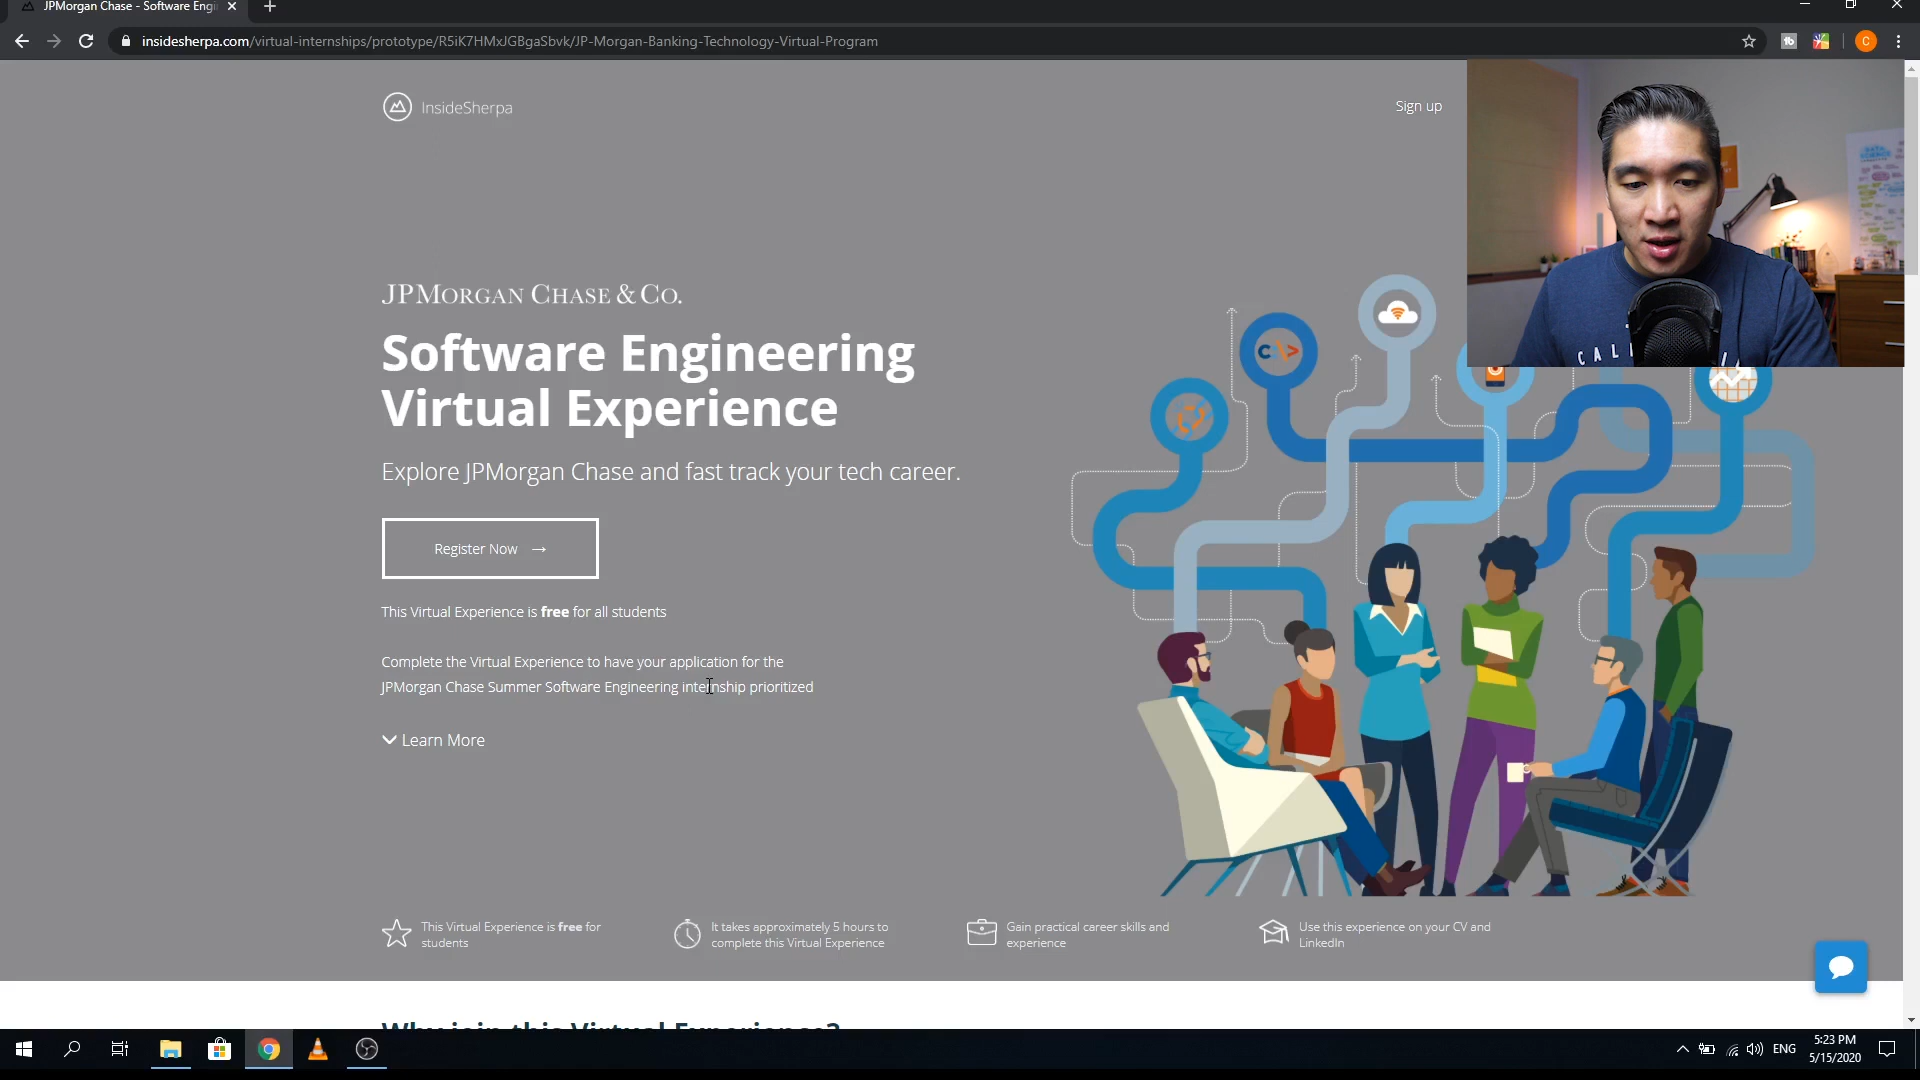 JPMorgan Chase - Software Engi
insidesherpa.com/virtual-internships/prototype/R5iK7HMxJGBgaSbvk/JP-Morgan-Banking-Technology-Virtual-Program
C
InsideSherpa
Sign up
JPMORGAN CHASE & CO.
Software Engineering
Virtual Experience
Explore JPMorgan Chase and fast track your tech career.
Register Now →
This Virtual Experience is free for all students
Complete the Virtual Experience to have your application for the
JPMorgan Chase Summer Software Engineering internship prioritized
Learn More
This Virtual Experience is free for
students
It takes approximately 5 hours to
complete this Virtual Experience
Gain practical career skills and
experience
Use this experience on your CV and
LinkedIn
Why join this Virtual Experience?
ENG
5:23 PM
5/15/2020